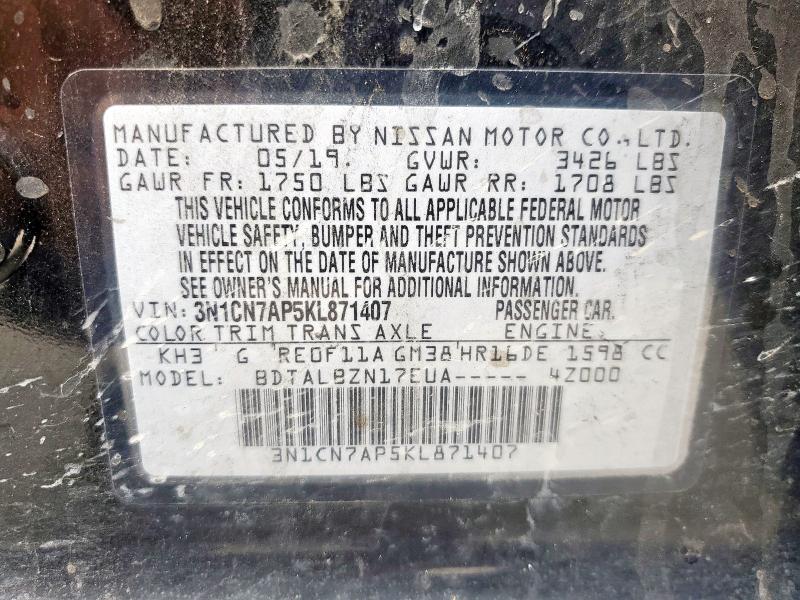 MANUFACTURED BY NISSAN MOTOR CO., LTD.
DATE: 05/19. GVWR: 3426 LBS
GAWR FR: 1750 LBS GAWR RR: 1708 LBS
THIS VEHICLE CONFORMS TO ALL APPLICABLE FEDERAL MOTOR
VEHICLE SAFETY, BUMPER, AND THEFT PREVENTION STANDARDS
IN EFFECT ON THE DATE OF MANUFACTURE SHOWN ABOVE.
SEE OWNER'S MANUAL FOR ADDITIONAL INFORMATION.
VIN: 3N1CN7AP5KL871407 PASSENGER CAR.
COLOR TRIM TRANS AXLE ENGINE
KH3 G RE0F11A GM38 HR16DE 1598 CC
MODEL: BDTALBZN17EUA----- 4Z000
3N1CN7AP5KL871407